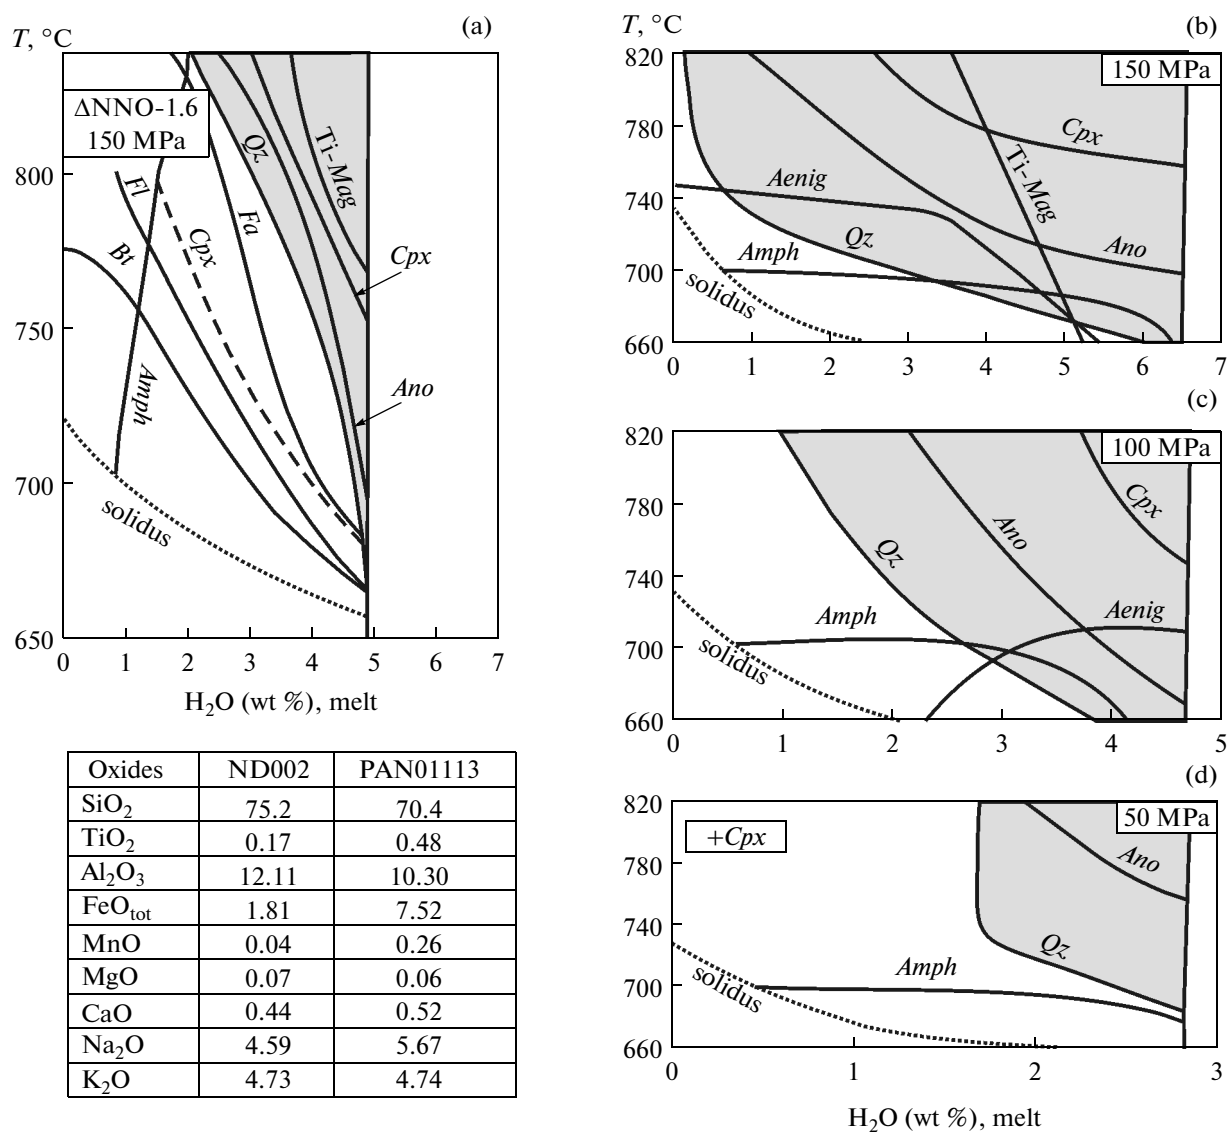 (a)
T, °C
ΔNNO-1.6
150 MPa
800
750
700
650
Fl
Bt
Cpx
Fa
Qz
Ti-Mag
Cpx
Ano
Amph
solidus
0 1 2 3 4 5 6 7
H₂O (wt %), melt
Oxides ND002 PAN01113
SiO₂ 75.2 70.4
TiO₂ 0.17 0.48
Al₂O₃ 12.11 10.30
FeOtot 1.81 7.52
MnO 0.04 0.26
MgO 0.07 0.06
CaO 0.44 0.52
Na₂O 4.59 5.67
K₂O 4.73 4.74
T, °C
(b)
150 MPa
820
780
740
700
660
Cpx
Ti-Mag
Aenig
Qz
Ano
Amph
solidus
0 1 2 3 4 5 6 7
(c)
100 MPa
820
780
740
700
660
Cpx
Ano
Qz
Aenig
Amph
solidus
0 1 2 3 4 5
(d)
50 MPa
820
780
740
700
660
+Cpx
Ano
Qz
Amph
solidus
0 1 2 3
H₂O (wt %), melt